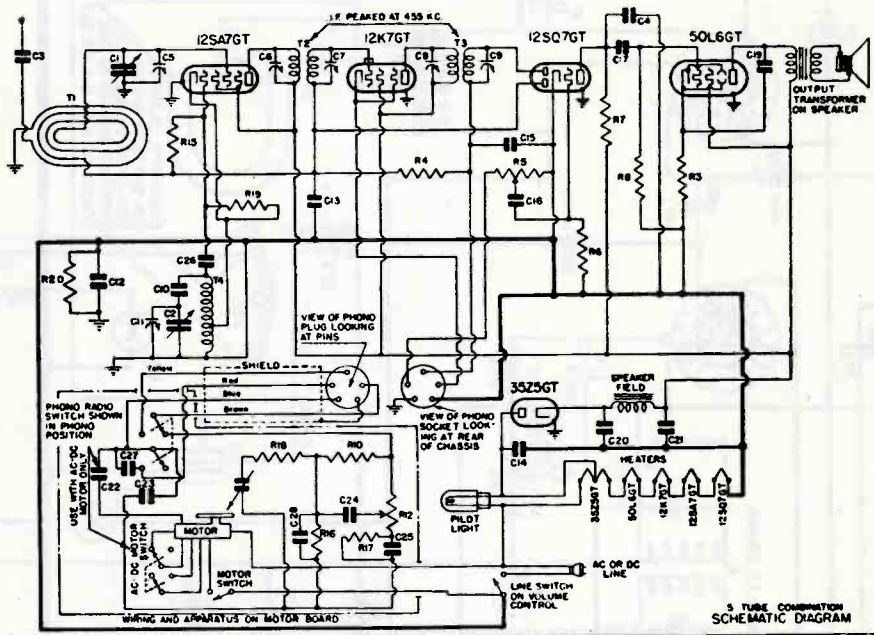 I.F. PEAKED AT 455 KC.
12SA7GT
T2
12K7GT
T3
12SQ7GT
C4
50L6GT
C3
C1
C5
C6
C7
C8
C9
C17
C19
OUTPUT
TRANSFORMER
ON SPEAKER
T1
R15
R4
C15
R5
R7
R8
R3
R19
C13
C16
R6
R20
C12
C26
C10
T4
C11
C2
VIEW OF PHONO
PLUG LOOKING
AT PINS
Yellow
SHIELD
Red
Blue
Brown
PHONO RADIO
SWITCH SHOWN
IN PHONO
POSITION
VIEW OF PHONO
SOCKET LOOK-
ING AT REAR
OF CHASSIS
35Z5GT
SPEAKER
FIELD
C20
C21
C14
HEATERS
35Z5GT
50L6GT
12K7GT
12SA7GT
12SQ7GT
PILOT
LIGHT
USE WITH AC-DC
MOTOR ONLY
C27
C22
C23
R18
R10
C24
R12
C28
R16
R17
C25
MOTOR
AC-DC MOTOR
SWITCH
MOTOR
SWITCH
AC OR DC
LINE
LINE SWITCH
ON VOLUME
CONTROL
WIRING AND APPARATUS ON MOTOR BOARD
5 TUBE COMBINATION
SCHEMATIC DIAGRAM